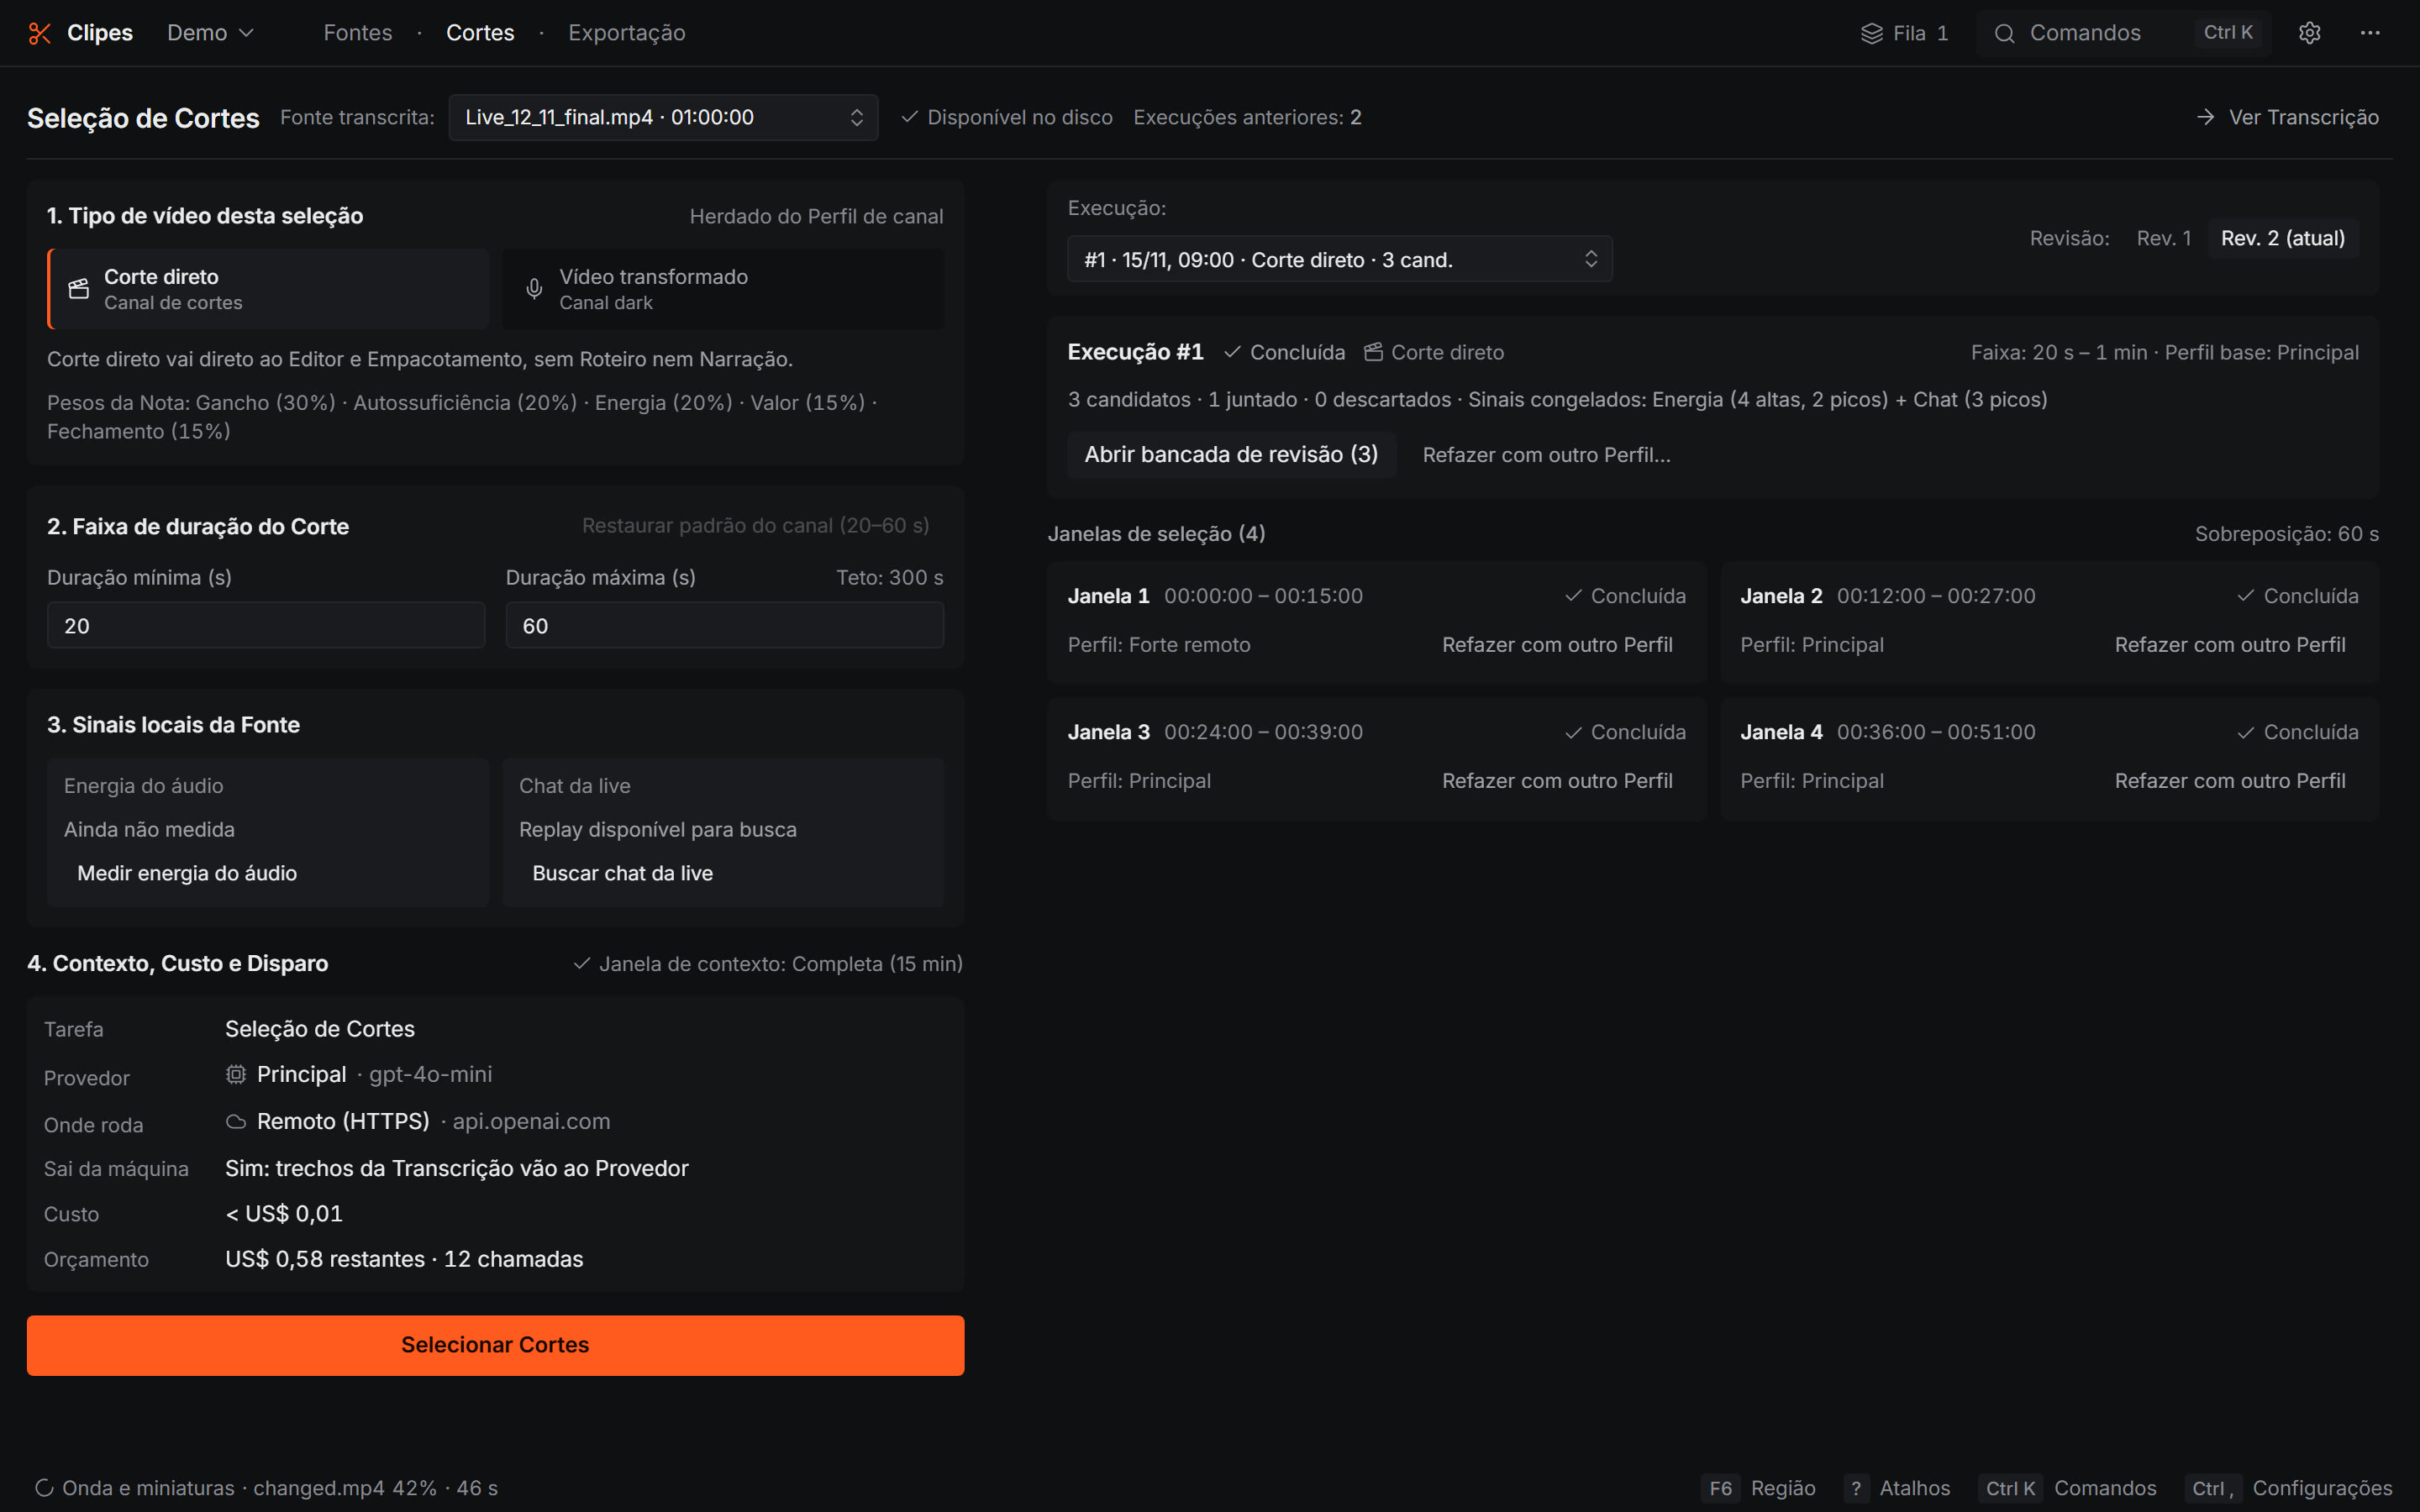 Clipes Demo Fontes · Cortes · Exportação Fila 1 Comandos Ctrl K
Seleção de Cortes Fonte transcrita: Live_12_11_final.mp4 · 01:00:00 Disponível no disco Execuções anteriores: 2 Ver Transcrição
1. Tipo de vídeo desta seleção Herdado do Perfil de canal
Corte direto
Canal de cortes
Vídeo transformado
Canal dark
Corte direto vai direto ao Editor e Empacotamento, sem Roteiro nem Narração.
Pesos da Nota: Gancho (30%) · Autossuficiência (20%) · Energia (20%) · Valor (15%) ·
Fechamento (15%)
2. Faixa de duração do Corte Restaurar padrão do canal (20–60 s)
Duração mínima (s) Duração máxima (s) Teto: 300 s
20 60
3. Sinais locais da Fonte
Energia do áudio
Ainda não medida
Medir energia do áudio
Chat da live
Replay disponível para busca
Buscar chat da live
4. Contexto, Custo e Disparo Janela de contexto: Completa (15 min)
Tarefa Seleção de Cortes
Provedor Principal · gpt-4o-mini
Onde roda Remoto (HTTPS) · api.openai.com
Sai da máquina Sim: trechos da Transcrição vão ao Provedor
Custo < US$ 0,01
Orçamento US$ 0,58 restantes · 12 chamadas
Selecionar Cortes
Execução:
#1 · 15/11, 09:00 · Corte direto · 3 cand.
Revisão: Rev. 1 Rev. 2 (atual)
Execução #1 Concluída Corte direto Faixa: 20 s – 1 min · Perfil base: Principal
3 candidatos · 1 juntado · 0 descartados · Sinais congelados: Energia (4 altas, 2 picos) + Chat (3 picos)
Abrir bancada de revisão (3) Refazer com outro Perfil...
Janelas de seleção (4) Sobreposição: 60 s
Janela 1 00:00:00 – 00:15:00 Concluída
Perfil: Forte remoto Refazer com outro Perfil
Janela 2 00:12:00 – 00:27:00 Concluída
Perfil: Principal Refazer com outro Perfil
Janela 3 00:24:00 – 00:39:00 Concluída
Perfil: Principal Refazer com outro Perfil
Janela 4 00:36:00 – 00:51:00 Concluída
Perfil: Principal Refazer com outro Perfil
Onda e miniaturas · changed.mp4 42% · 46 s F6 Região ? Atalhos Ctrl K Comandos Ctrl , Configurações